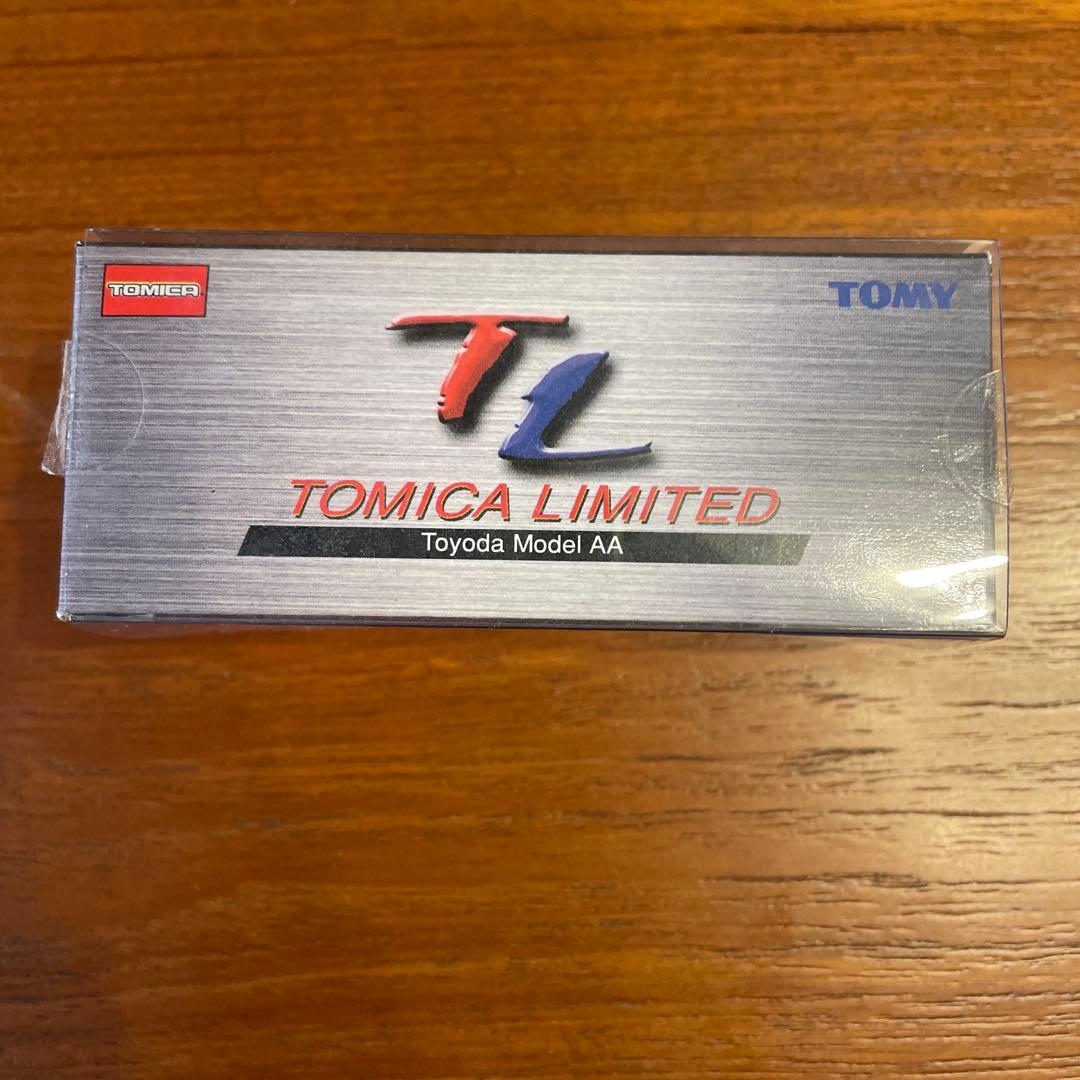 TOMICA
TOMY
TL
TOMICA LIMITED
Toyoda Model AA